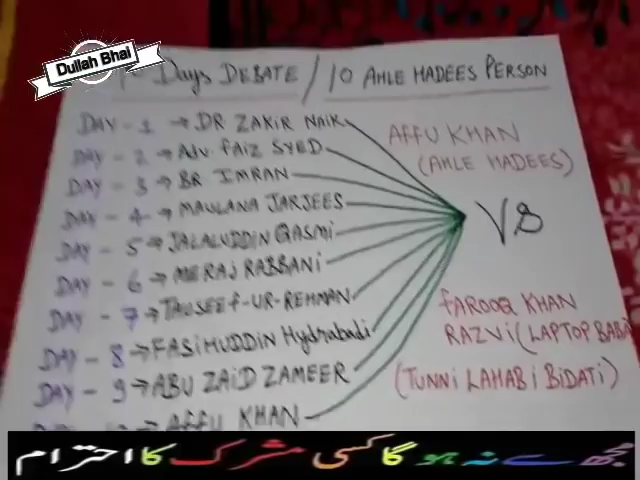 Dullah Bhai
Days DEBATE / 10 AHLE HADEES PERSON
DAY - 1 → DR ZAKIR NAIK
DAY - 2 → Adv. FAIZ SYED
DAY - 3 → BR IMRAN
DAY - 4 → MAULANA JARJEES
DAY - 5 → JALALUDDIN QASMI
DAY - 6 → MERAJ RABBANI
DAY - 7 → TAUSEEF-UR-REHMAN
DAY - 8 → FASIHUDDIN Hydrabadi
DAY - 9 → ABU ZAID ZAMEER
AFFU KHAN
AFFU KHAN
(AHLE HADEES)
VS
FAROOQ KHAN
RAZVI (LAPTOP BABA
(TUNNI LAHABI BIDATI)
مجھ سے نہ ہو گا کسی مشرک کا احترام